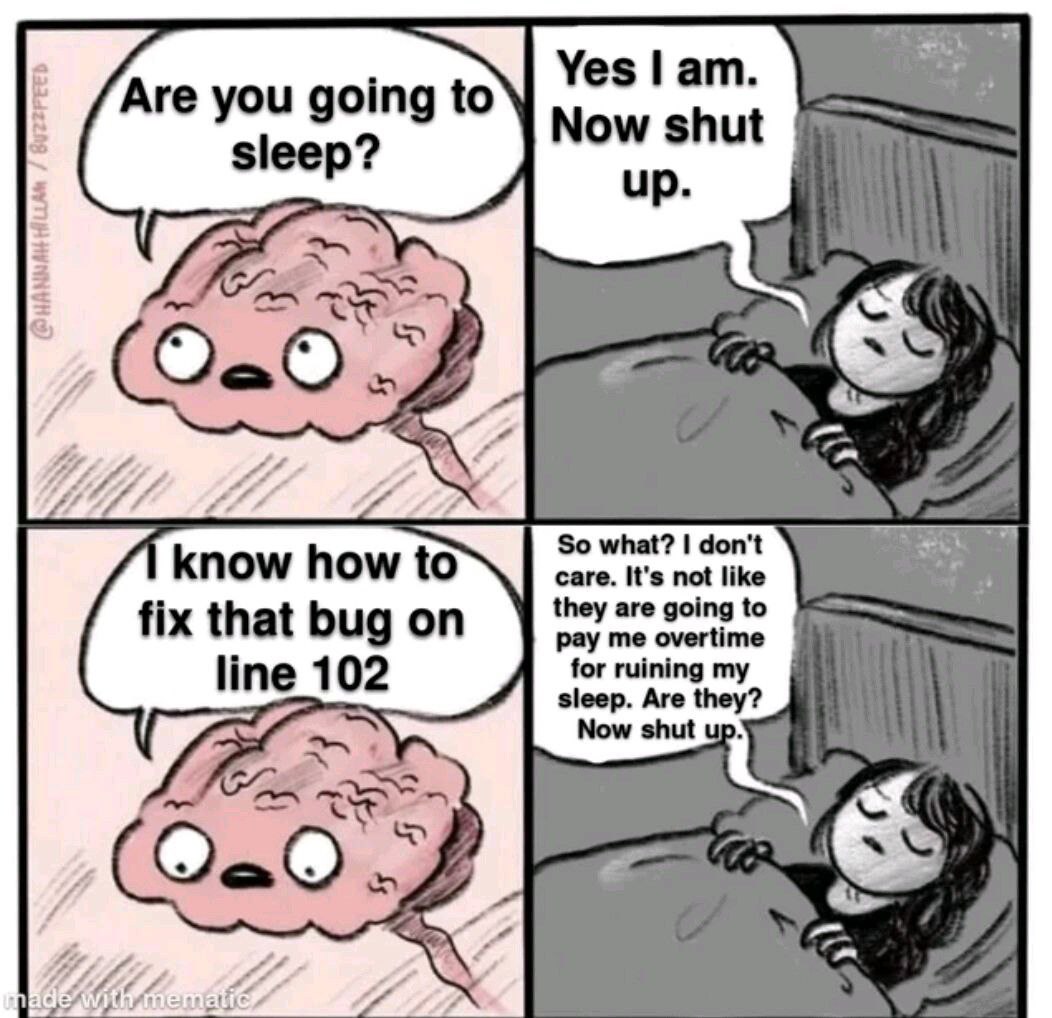 @HANNAHHILLAM / BUZZFEED
Are you going to
sleep?
Yes I am.
Now shut
up.
I know how to
fix that bug on
line 102
So what? I don't
care. It's not like
they are going to
pay me overtime
for ruining my
sleep. Are they?
Now shut up.
made with mematic